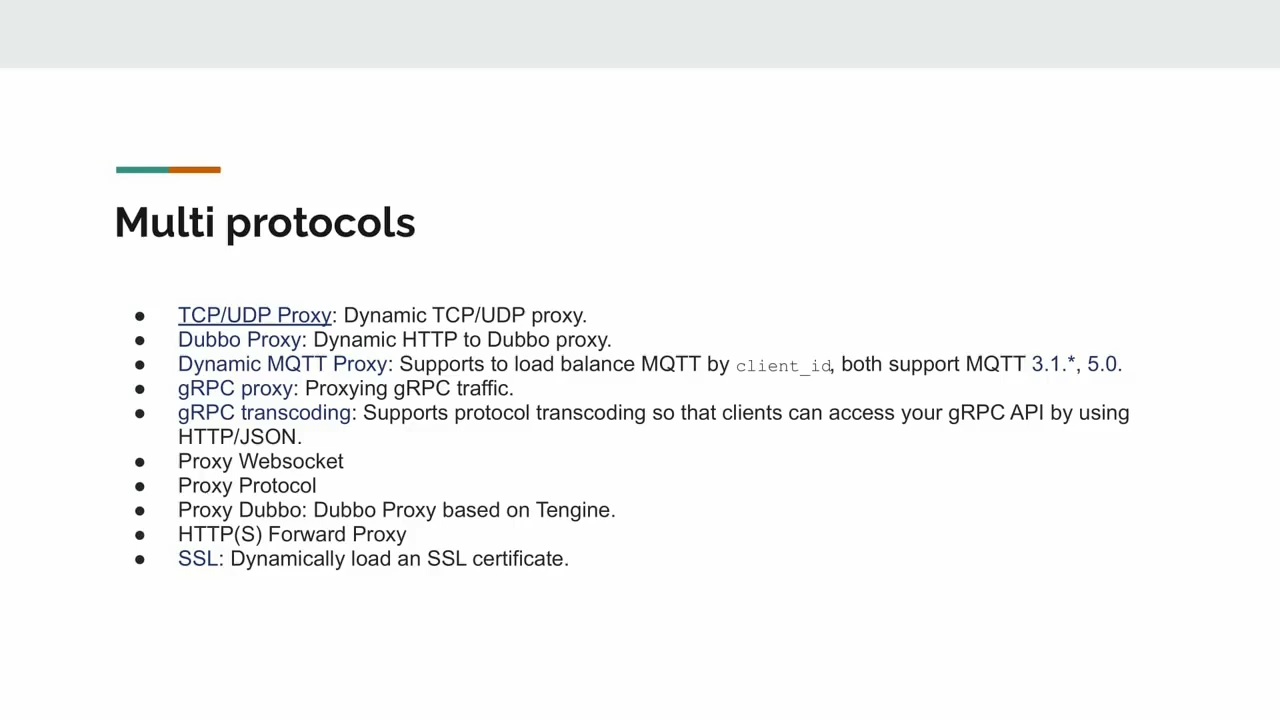 Multi protocols
● TCP/UDP Proxy: Dynamic TCP/UDP proxy.
● Dubbo Proxy: Dynamic HTTP to Dubbo proxy.
● Dynamic MQTT Proxy: Supports to load balance MQTT by client_id, both support MQTT 3.1.*, 5.0.
● gRPC proxy: Proxying gRPC traffic.
● gRPC transcoding: Supports protocol transcoding so that clients can access your gRPC API by using
HTTP/JSON.
● Proxy Websocket
● Proxy Protocol
● Proxy Dubbo: Dubbo Proxy based on Tengine.
● HTTP(S) Forward Proxy
● SSL: Dynamically load an SSL certificate.